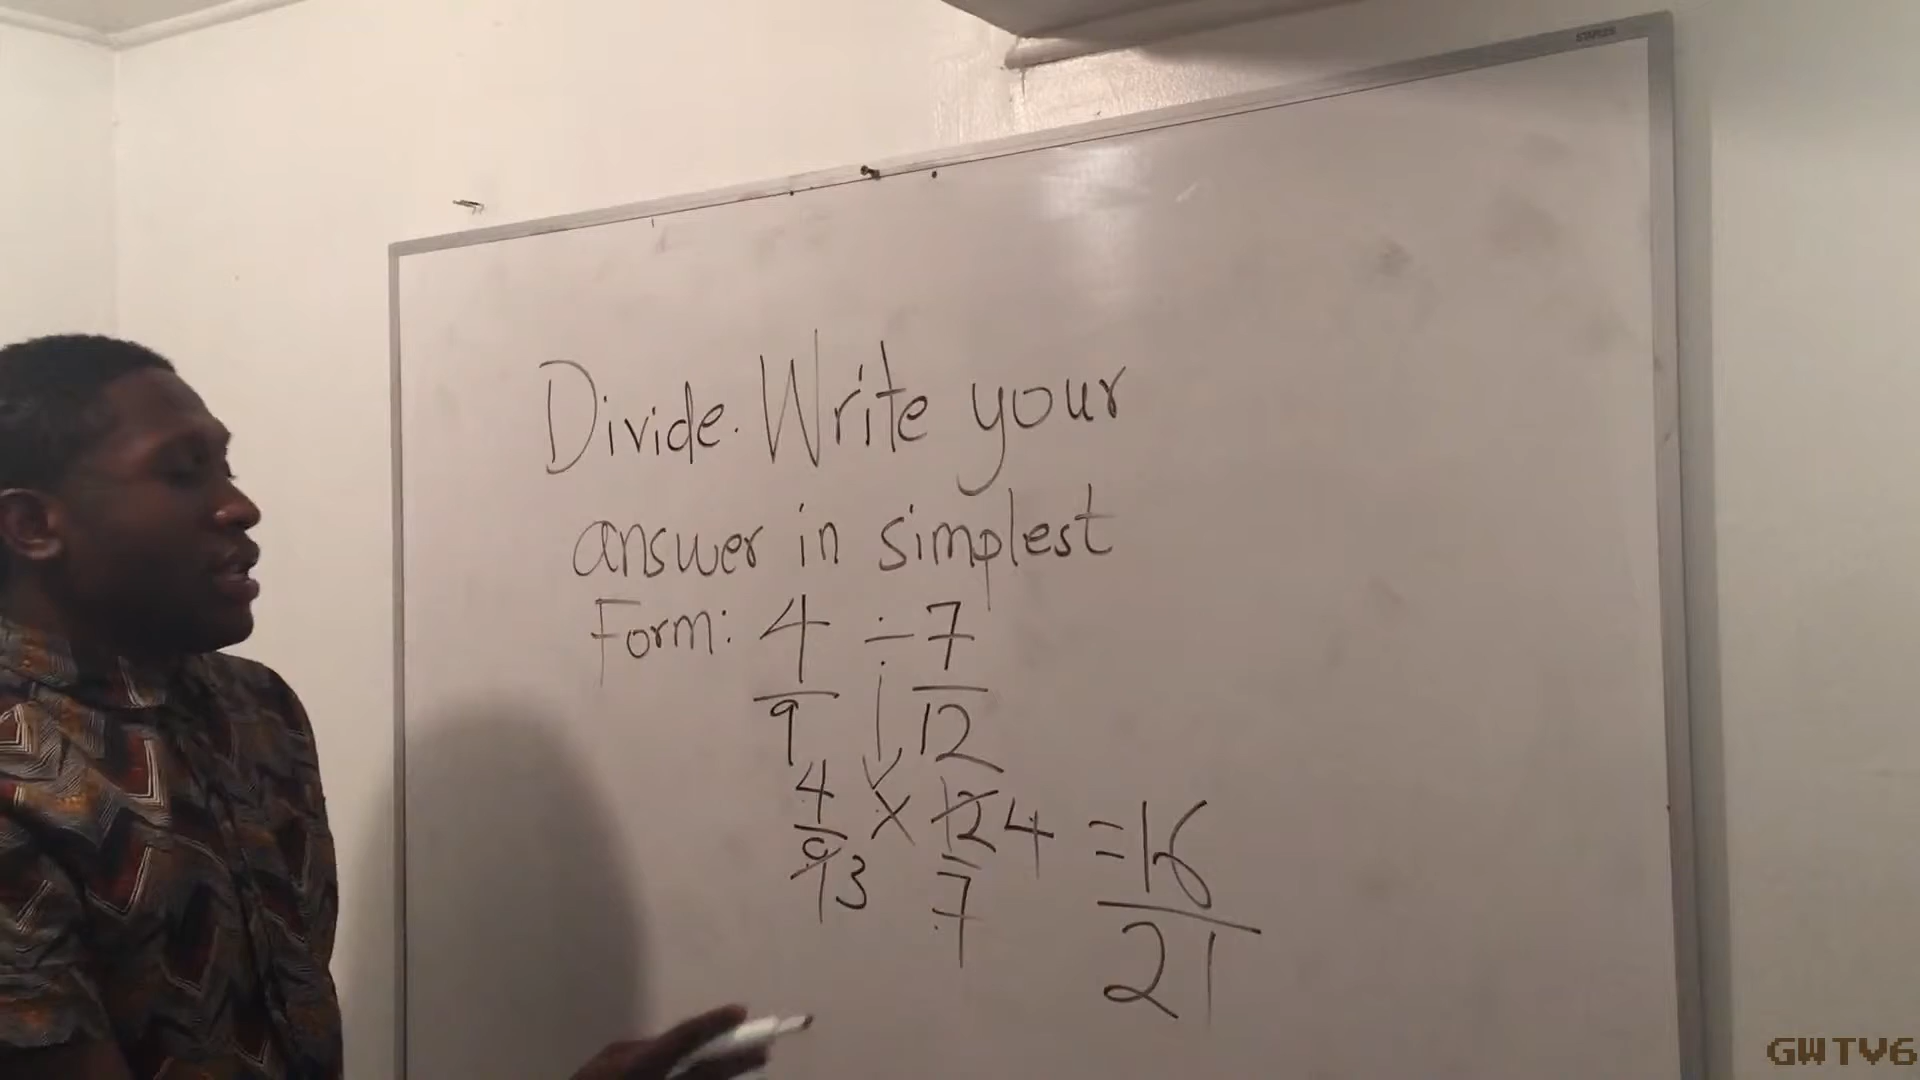 STAPLES
Divide. Write your
answer in simplest
Form: 4/9 ÷ 7/12
4/9 3 × 12 4/7 = 16/21
GWTV6